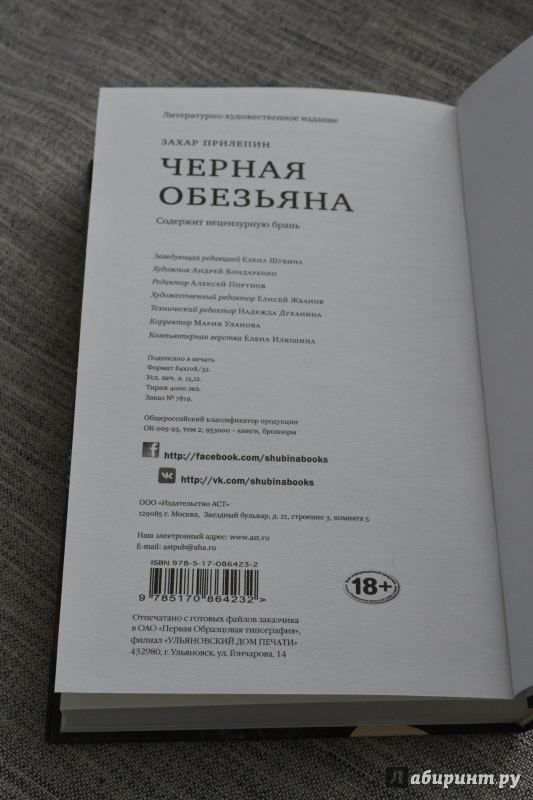 Литературно-художественное издание
ЗАХАР ПРИЛЕПИН
ЧЕРНАЯ
ОБЕЗЬЯНА
Содержит нецензурную брань
Заведующая редакцией Елена Шубина
Художник Андрей Бондаренко
Редактор Алексей Портнов
Художественный редактор Елисей Жбанов
Технический редактор Надежда Духанина
Корректор Мария Уланова
Компьютерная верстка Елена Илюшина
Подписано в печать
Формат 84х108/32.
Усл. печ. л. 15,12.
Тираж 4000 экз.
Заказ № 7819.
Общероссийский классификатор продукции
ОК-005-93, том 2; 953000 – книги, брошюры
http://facebook.com/shubinabooks
http://vk.com/shubinabooks
ООО «Издательство АСТ»
129085 г. Москва, Звездный бульвар, д. 21, строение 3, комната 5
Наш электронный адрес: www.ast.ru
E-mail: astpub@aha.ru
ISBN 978-5-17-086423-2
9 785170 864232 >
18+
Отпечатано с готовых файлов заказчика
в ОАО «Первая Образцовая типография»,
филиал «УЛЬЯНОВСКИЙ ДОМ ПЕЧАТИ»
432980, г. Ульяновск, ул. Гончарова, 14
Лабиринт.ру